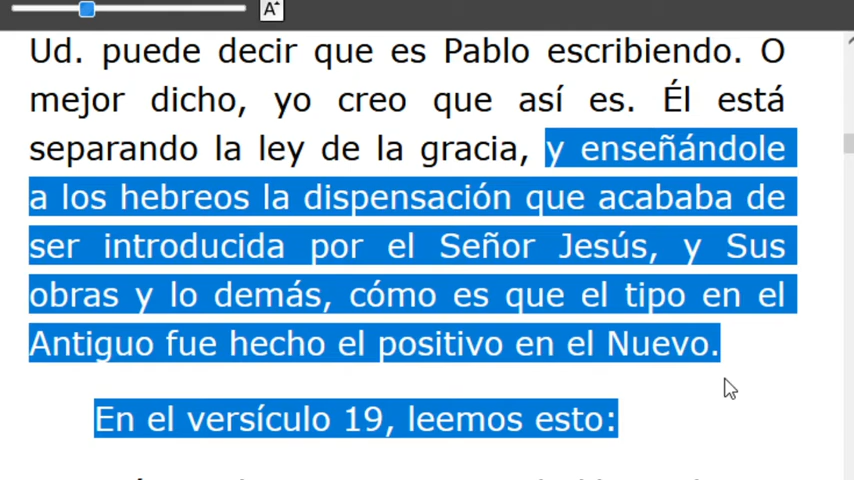 A
Ud. puede decir que es Pablo escribiendo. O
mejor dicho, yo creo que así es. Él está
separando la ley de la gracia, y enseñándole
a los hebreos la dispensación que acababa de
ser introducida por el Señor Jesús, y Sus
obras y lo demás, cómo es que el tipo en el
Antiguo fue hecho el positivo en el Nuevo.
En el versículo 19, leemos esto: